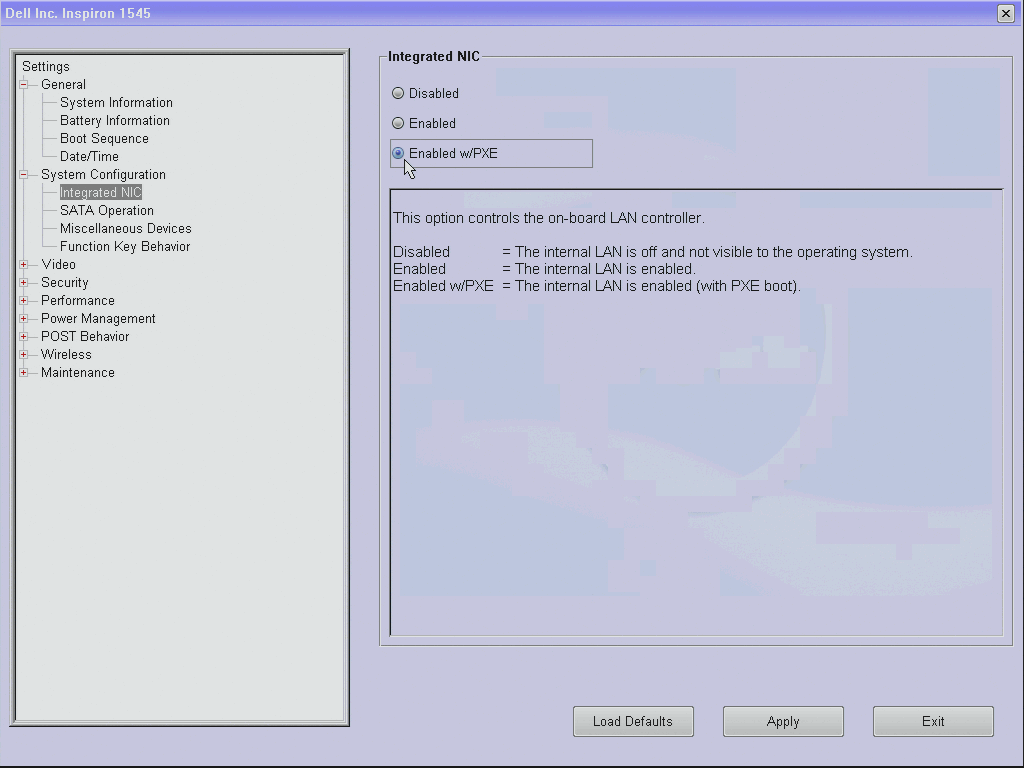 Dell Inc. Inspiron 1545
Settings
General
System Information
Battery Information
Boot Sequence
Date/Time
System Configuration
Integrated NIC
SATA Operation
Miscellaneous Devices
Function Key Behavior
Video
Security
Performance
Power Management
POST Behavior
Wireless
Maintenance
Integrated NIC
Disabled
Enabled
Enabled w/PXE
This option controls the on-board LAN controller.
Disabled = The internal LAN is off and not visible to the operating system.
Enabled = The internal LAN is enabled.
Enabled w/PXE = The internal LAN is enabled (with PXE boot).
Load Defaults
Apply
Exit